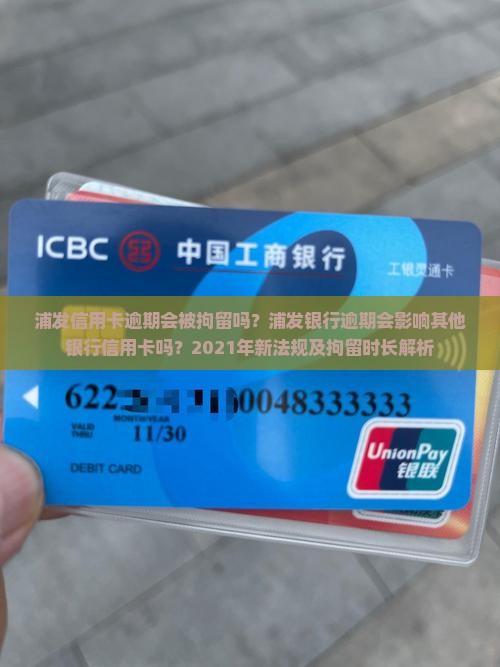 ICBC 中国工商银行
工银灵通卡
浦发信用卡逾期会被拘留吗？浦发银行逾期会影响其他
银行信用卡吗？2021年新法规及拘留时长解析
622 0048333333
MONTH/YEAR
VALID
THRU 11/30
DEBIT CARD
UnionPay
银联